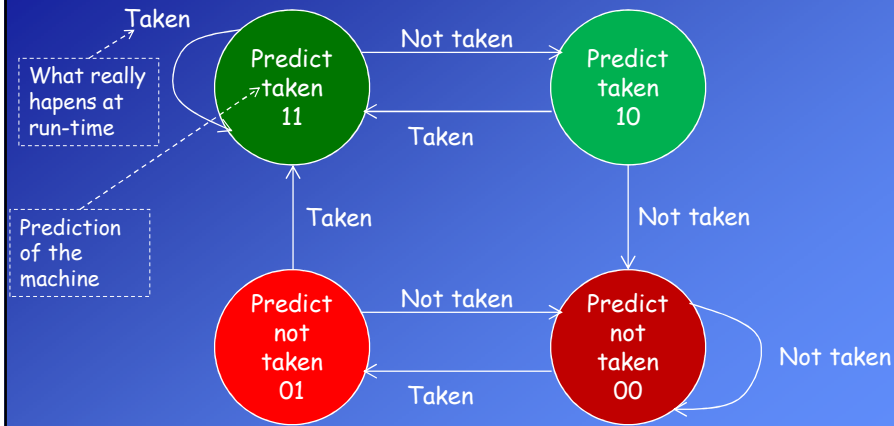 Taken
What really
hapens at
run-time
Predict
taken
11
Not taken
Taken
Predict
taken
10
Prediction
of the
machine
Taken
Not taken
Predict
not
taken
01
Not taken
Taken
Predict
not
taken
00
Not taken